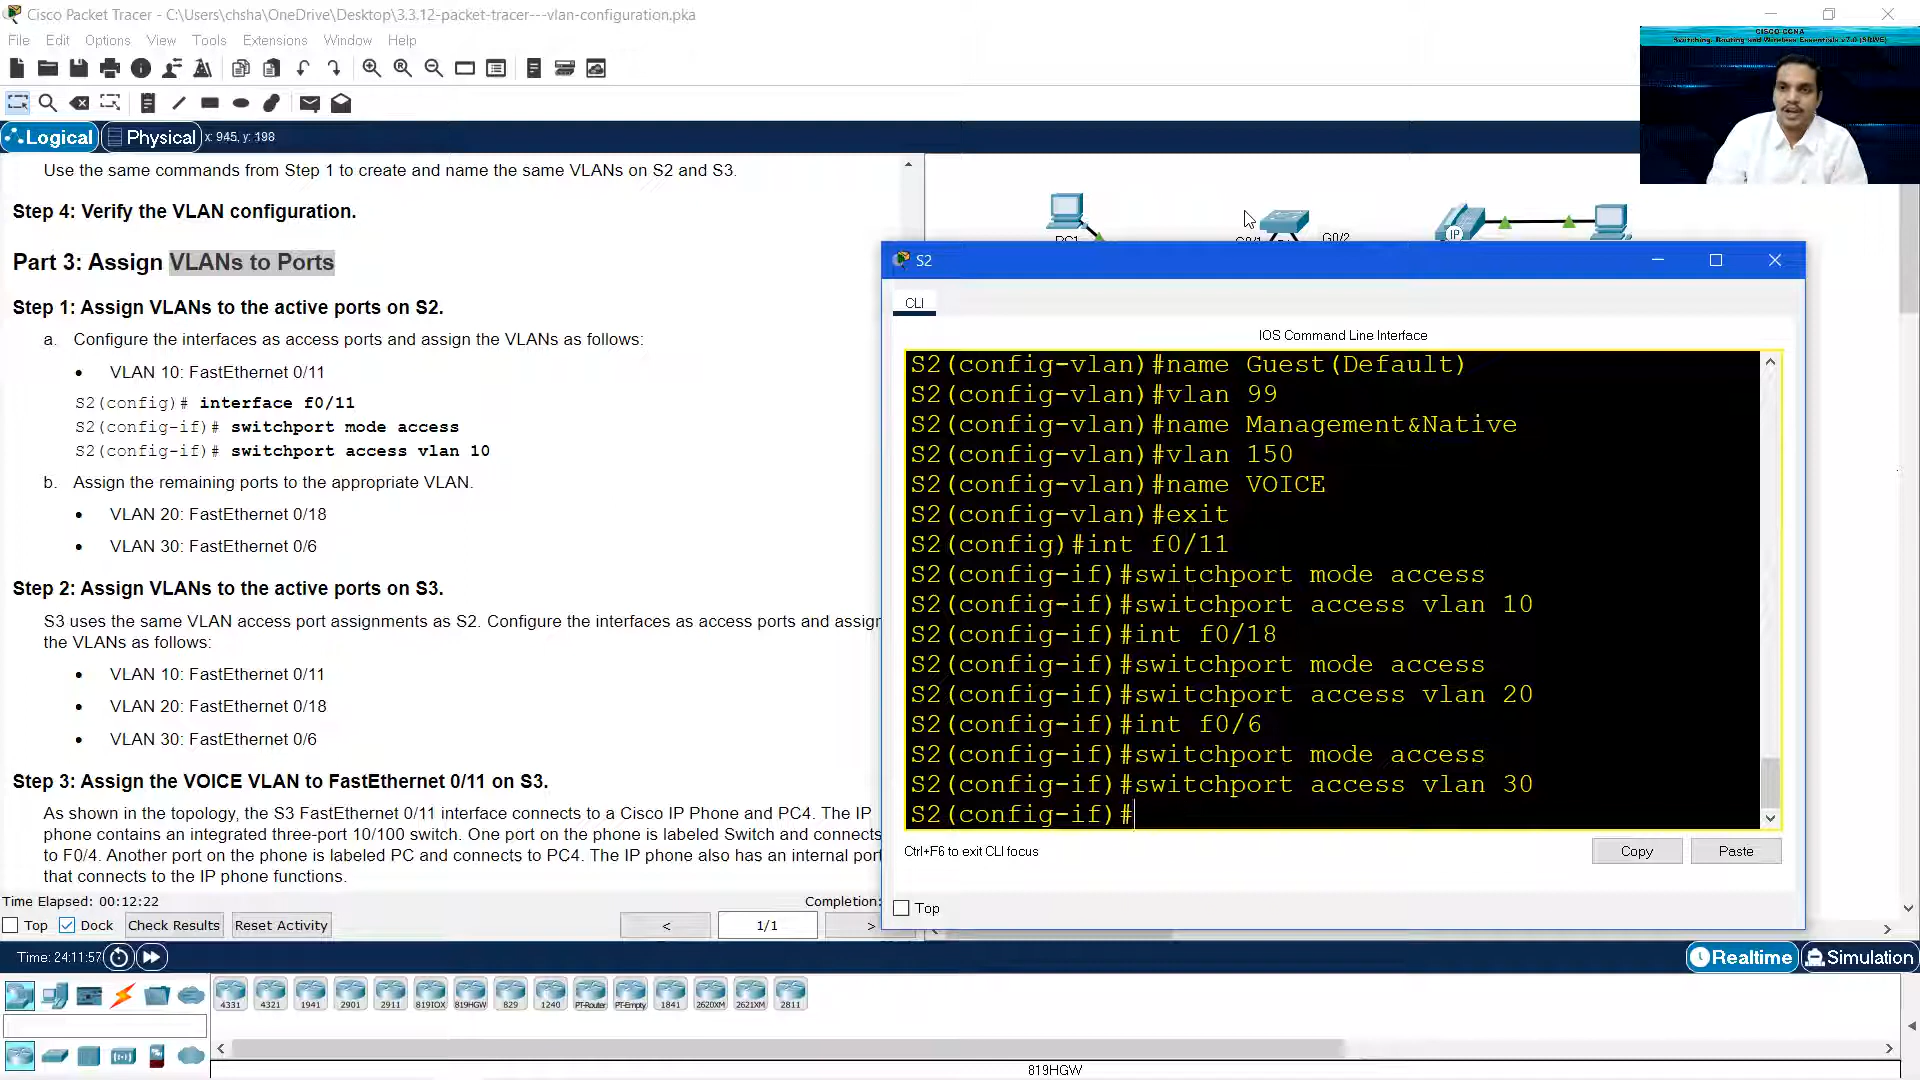 Cisco Packet Tracer - C:\Users\chsha\OneDrive\Desktop\3.3.12-packet-tracer---vlan-configuration.pka
File Edit Options View Tools Extensions Window Help
CISCO CCNA
Switching, Routing and Wireless Essentials v7.0 (SRWE)
Logical Physical x: 945, y: 198
Use the same commands from Step 1 to create and name the same VLANs on S2 and S3.
Step 4: Verify the VLAN configuration.
Part 3: Assign VLANs to Ports
Step 1: Assign VLANs to the active ports on S2.
a. Configure the interfaces as access ports and assign the VLANs as follows:
• VLAN 10: FastEthernet 0/11
S2(config)# interface f0/11
S2(config-if)# switchport mode access
S2(config-if)# switchport access vlan 10
b. Assign the remaining ports to the appropriate VLAN.
• VLAN 20: FastEthernet 0/18
• VLAN 30: FastEthernet 0/6
Step 2: Assign VLANs to the active ports on S3.
S3 uses the same VLAN access port assignments as S2. Configure the interfaces as access ports and assign
the VLANs as follows:
• VLAN 10: FastEthernet 0/11
• VLAN 20: FastEthernet 0/18
• VLAN 30: FastEthernet 0/6
Step 3: Assign the VOICE VLAN to FastEthernet 0/11 on S3.
As shown in the topology, the S3 FastEthernet 0/11 interface connects to a Cisco IP Phone and PC4. The IP
phone contains an integrated three-port 10/100 switch. One port on the phone is labeled Switch and connects
to F0/4. Another port on the phone is labeled PC and connects to PC4. The IP phone also has an internal port
that connects to the IP phone functions.
Time Elapsed: 00:12:22 Completion:
Top Dock Check Results Reset Activity < 1/1 >
IP
PC1 G0/1 G0/2
S2
CLI
IOS Command Line Interface
S2(config-vlan)#name Guest(Default)
S2(config-vlan)#vlan 99
S2(config-vlan)#name Management&Native
S2(config-vlan)#vlan 150
S2(config-vlan)#name VOICE
S2(config-vlan)#exit
S2(config)#int f0/11
S2(config-if)#switchport mode access
S2(config-if)#switchport access vlan 10
S2(config-if)#int f0/18
S2(config-if)#switchport mode access
S2(config-if)#switchport access vlan 20
S2(config-if)#int f0/6
S2(config-if)#switchport mode access
S2(config-if)#switchport access vlan 30
S2(config-if)#
Ctrl+F6 to exit CLI focus Copy Paste
Top
Time: 24:11:57 Realtime Simulation
4331 4321 1941 2901 2911 819IOX 819HGW 829 1240 PT-Router PT-Empty 1841 2620XM 2621XM 2811
819HGW